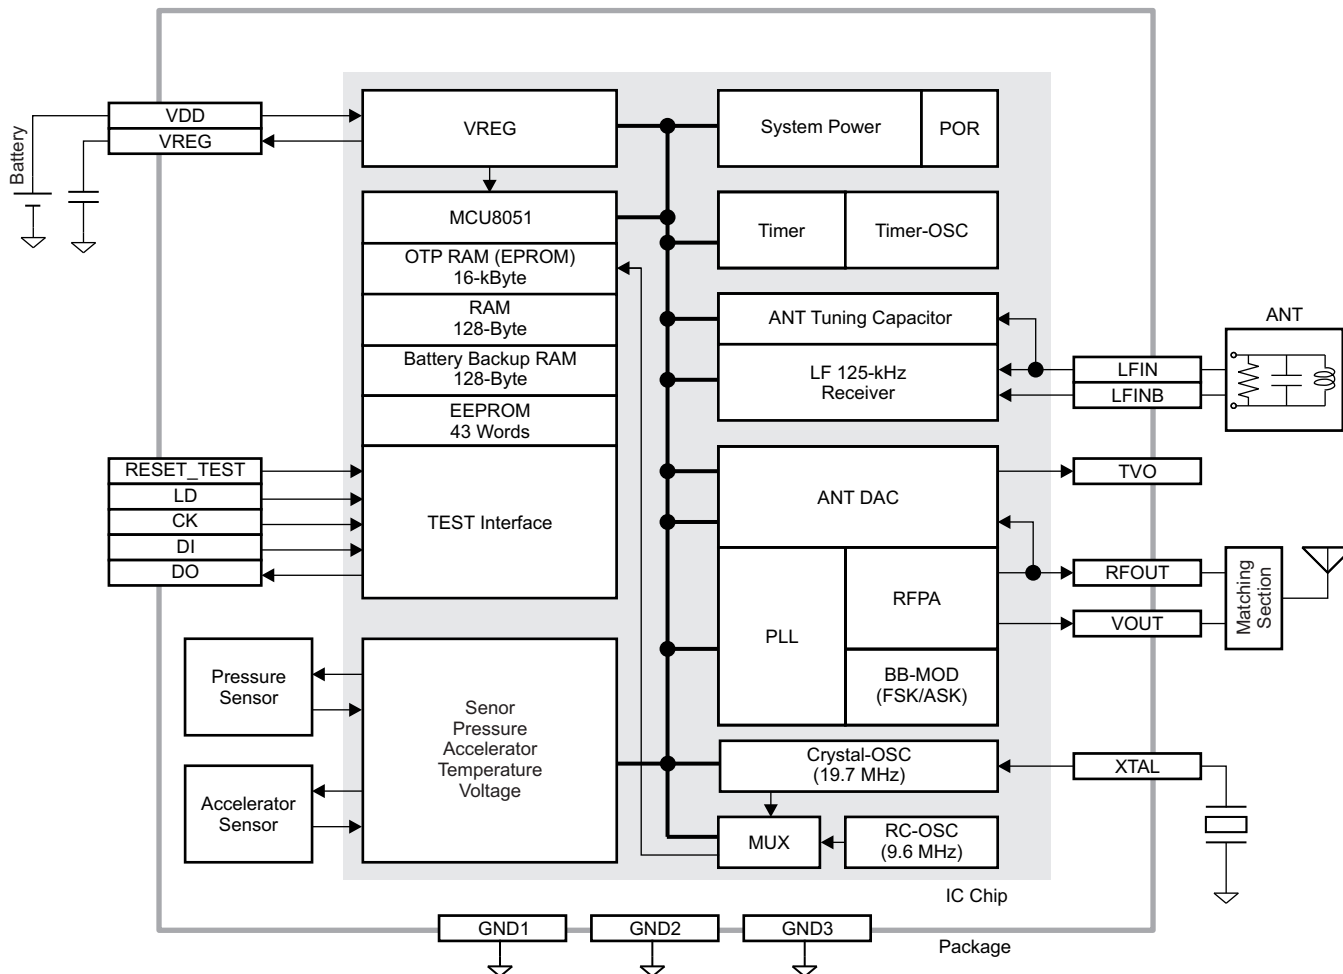 VDD
VREG
Battery
VREG
System Power
POR
MCU8051
OTP RAM (EPROM)
16-kByte
RAM
128-Byte
Battery Backup RAM
128-Byte
EEPROM
43 Words
TEST Interface
Timer
Timer-OSC
ANT Tuning Capacitor
LF 125-kHz
Receiver
ANT
LFIN
LFINB
RESET_TEST
LD
CK
DI
DO
ANT DAC
TVO
PLL
RFPA
BB-MOD
(FSK/ASK)
RFOUT
VOUT
Matching
Section
Pressure
Sensor
Accelerator
Sensor
Senor
Pressure
Accelerator
Temperature
Voltage
Crystal-OSC
(19.7 MHz)
XTAL
MUX
RC-OSC
(9.6 MHz)
IC Chip
GND1
GND2
GND3
Package